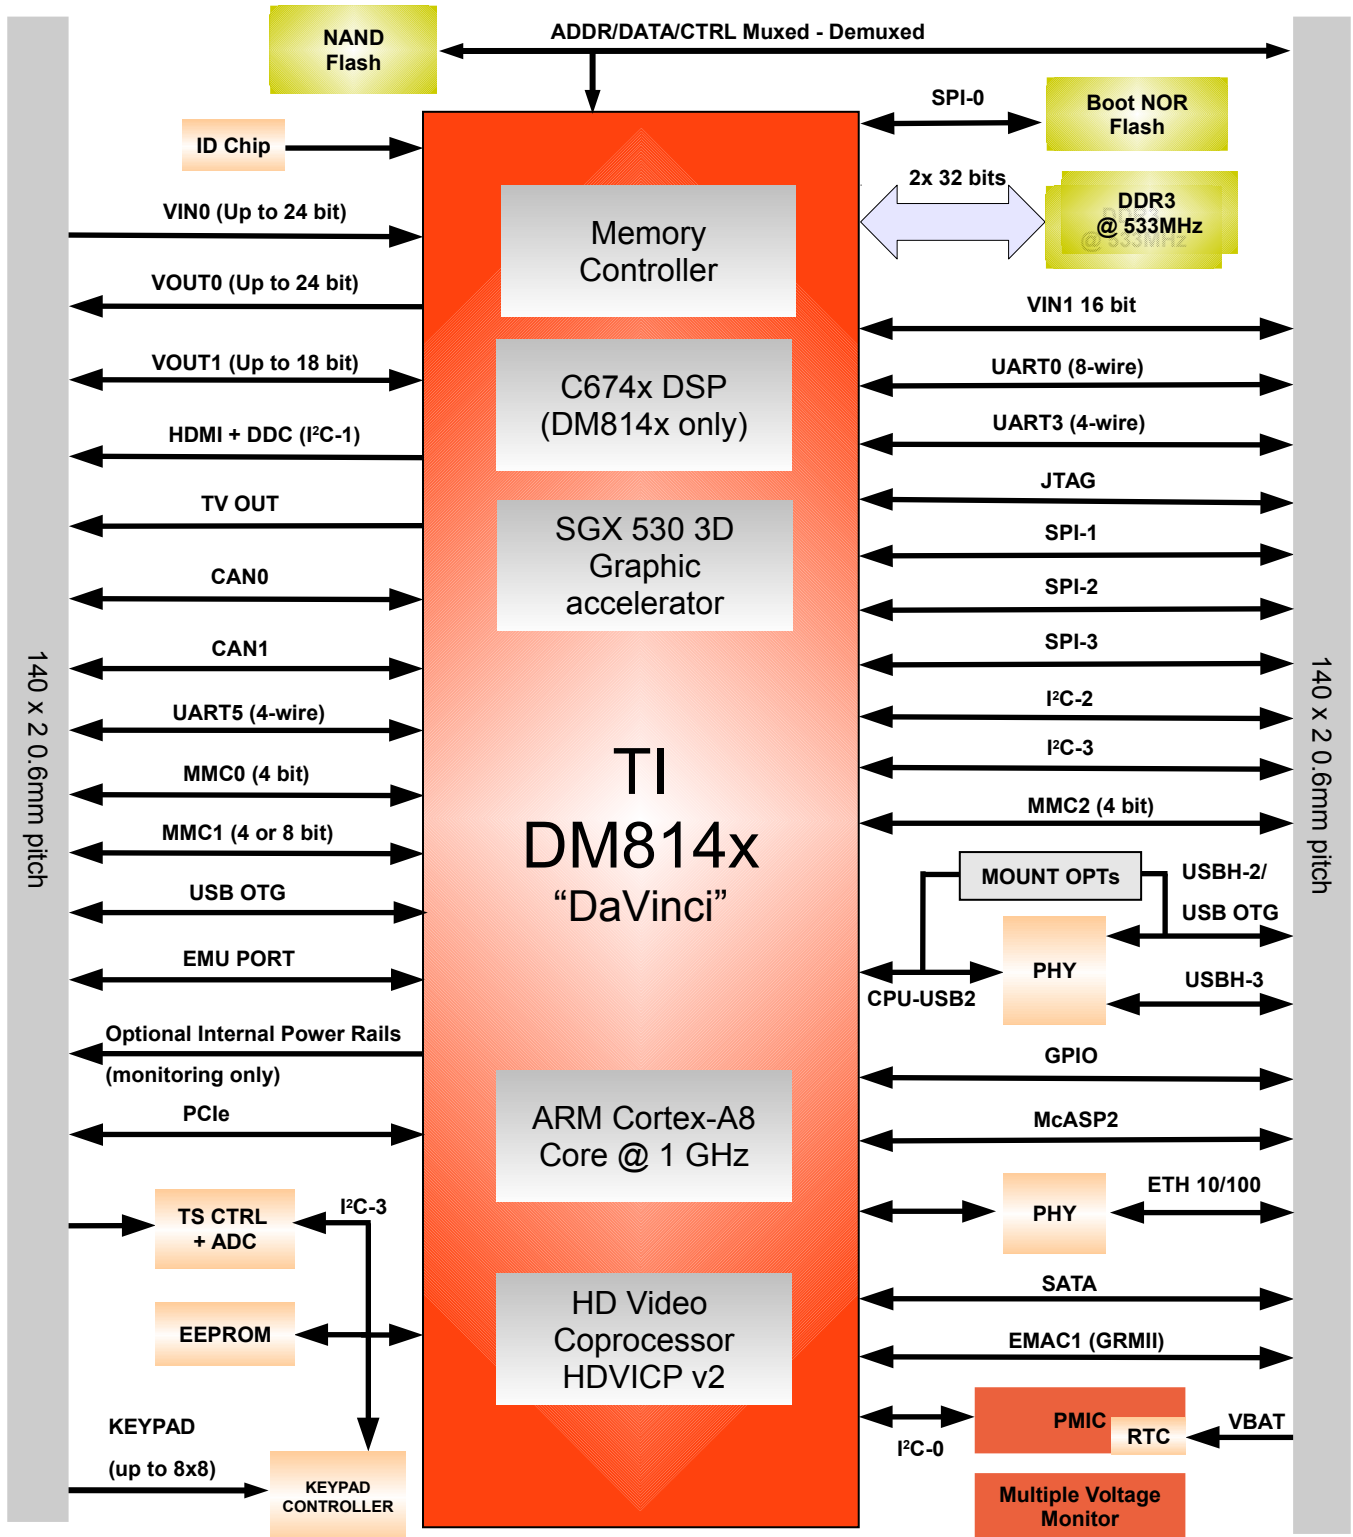 ADDR/DATA/CTRL Muxed - Demuxed
NAND
Flash
SPI-0
Boot NOR
Flash
ID Chip
2x 32 bits
DDR3
@ 533MHz
DDR3
@ 533MHz
VIN0 (Up to 24 bit)
VOUT0 (Up to 24 bit)
VOUT1 (Up to 18 bit)
HDMI + DDC (I²C-1)
TV OUT
CAN0
CAN1
UART5 (4-wire)
MMC0 (4 bit)
MMC1 (4 or 8 bit)
USB OTG
EMU PORT
Optional Internal Power Rails
(monitoring only)
PCIe
TS CTRL
+ ADC
I²C-3
EEPROM
KEYPAD
(up to 8x8)
KEYPAD
CONTROLLER
140 x 2 0.6mm pitch
Memory
Controller
C674x DSP
(DM814x only)
SGX 530 3D
Graphic
accelerator
TI
DM814x
“DaVinci”
ARM Cortex-A8
Core @ 1 GHz
HD Video
Coprocessor
HDVICP v2
VIN1 16 bit
UART0 (8-wire)
UART3 (4-wire)
JTAG
SPI-1
SPI-2
SPI-3
I²C-2
I²C-3
MMC2 (4 bit)
MOUNT OPTs
USBH-2/
USB OTG
PHY
CPU-USB2
USBH-3
GPIO
McASP2
PHY
ETH 10/100
SATA
EMAC1 (GRMII)
PMIC
RTC
VBAT
I²C-0
Multiple Voltage
Monitor
140 x 2 0.6mm pitch